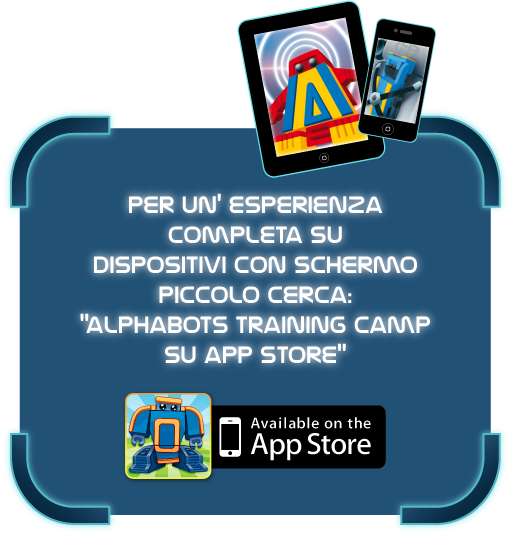 PER UN' ESPERIENZA
COMPLETA SU
DISPOSITIVI CON SCHERMO
PICCOLO CERCA:
"ALPHABOTS TRAINING CAMP
SU APP STORE"
Available on the
App Store